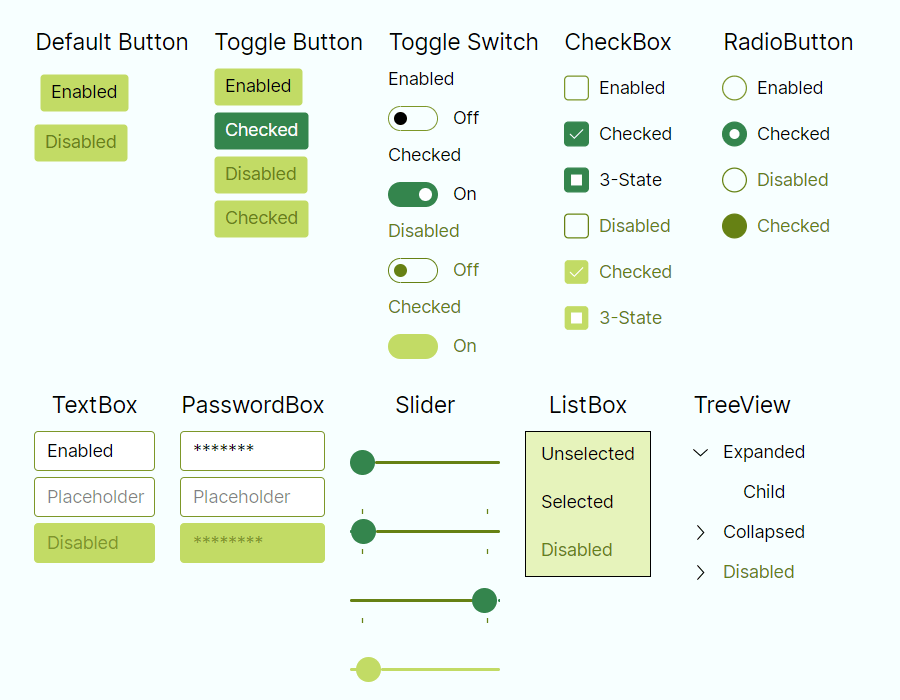 Default Button
Enabled
Disabled
Toggle Button
Enabled
Checked
Disabled
Checked
Toggle Switch
Enabled
Off
Checked
On
Disabled
Off
Checked
On
CheckBox
Enabled
Checked
3-State
Disabled
Checked
3-State
RadioButton
Enabled
Checked
Disabled
Checked
TextBox
Enabled
Placeholder
Disabled
PasswordBox
*******
Placeholder
********
Slider
ListBox
Unselected
Selected
Disabled
TreeView
Expanded
Child
Collapsed
Disabled